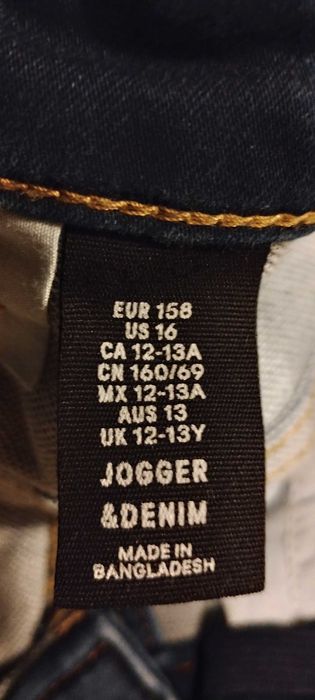 EUR 158
US 16
CA 12-13A
CN 160/69
MX 12-13A
AUS 13
UK 12-13Y
JOGGER
&DENIM
MADE IN
BANGLADESH